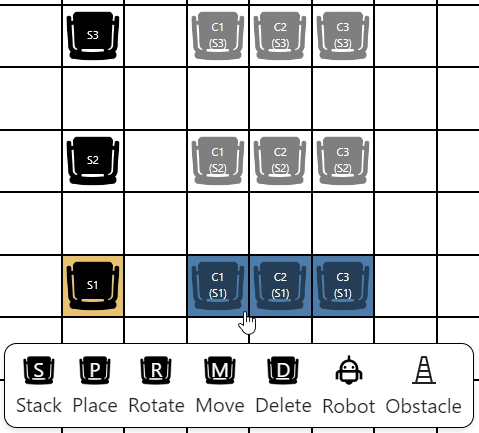 S3
C1 C2 C3
(S3) (S3) (S3)
S2
C1 C2 C3
(S2) (S2) (S2)
S1
C1 C2 C3
(S1) (S1) (S1)
S P R M D
Stack Place Rotate Move Delete Robot Obstacle